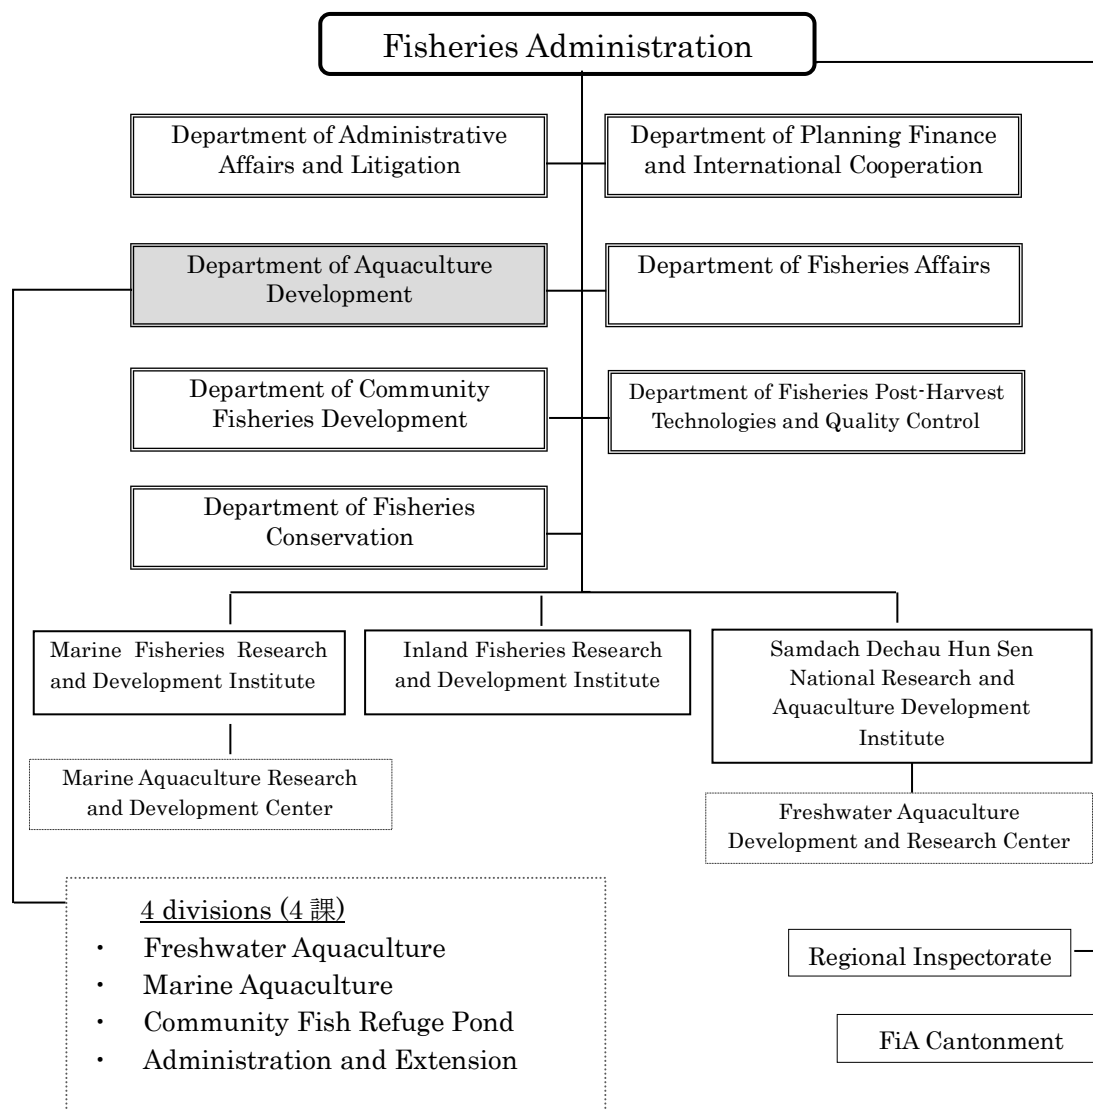 Fisheries Administration
Department of Administrative
Affairs and Litigation
Department of Planning Finance
and International Cooperation
Department of Aquaculture
Development
Department of Fisheries Affairs
Department of Community
Fisheries Development
Department of Fisheries Post-Harvest
Technologies and Quality Control
Department of Fisheries
Conservation
Marine Fisheries Research
and Development Institute
Inland Fisheries Research
and Development Institute
Samdach Dechau Hun Sen
National Research and
Aquaculture Development
Institute
Marine Aquaculture Research
and Development Center
Freshwater Aquaculture
Development and Research Center
4 divisions (4 課)
・ Freshwater Aquaculture
・ Marine Aquaculture
・ Community Fish Refuge Pond
・ Administration and Extension
Regional Inspectorate
FiA Cantonment